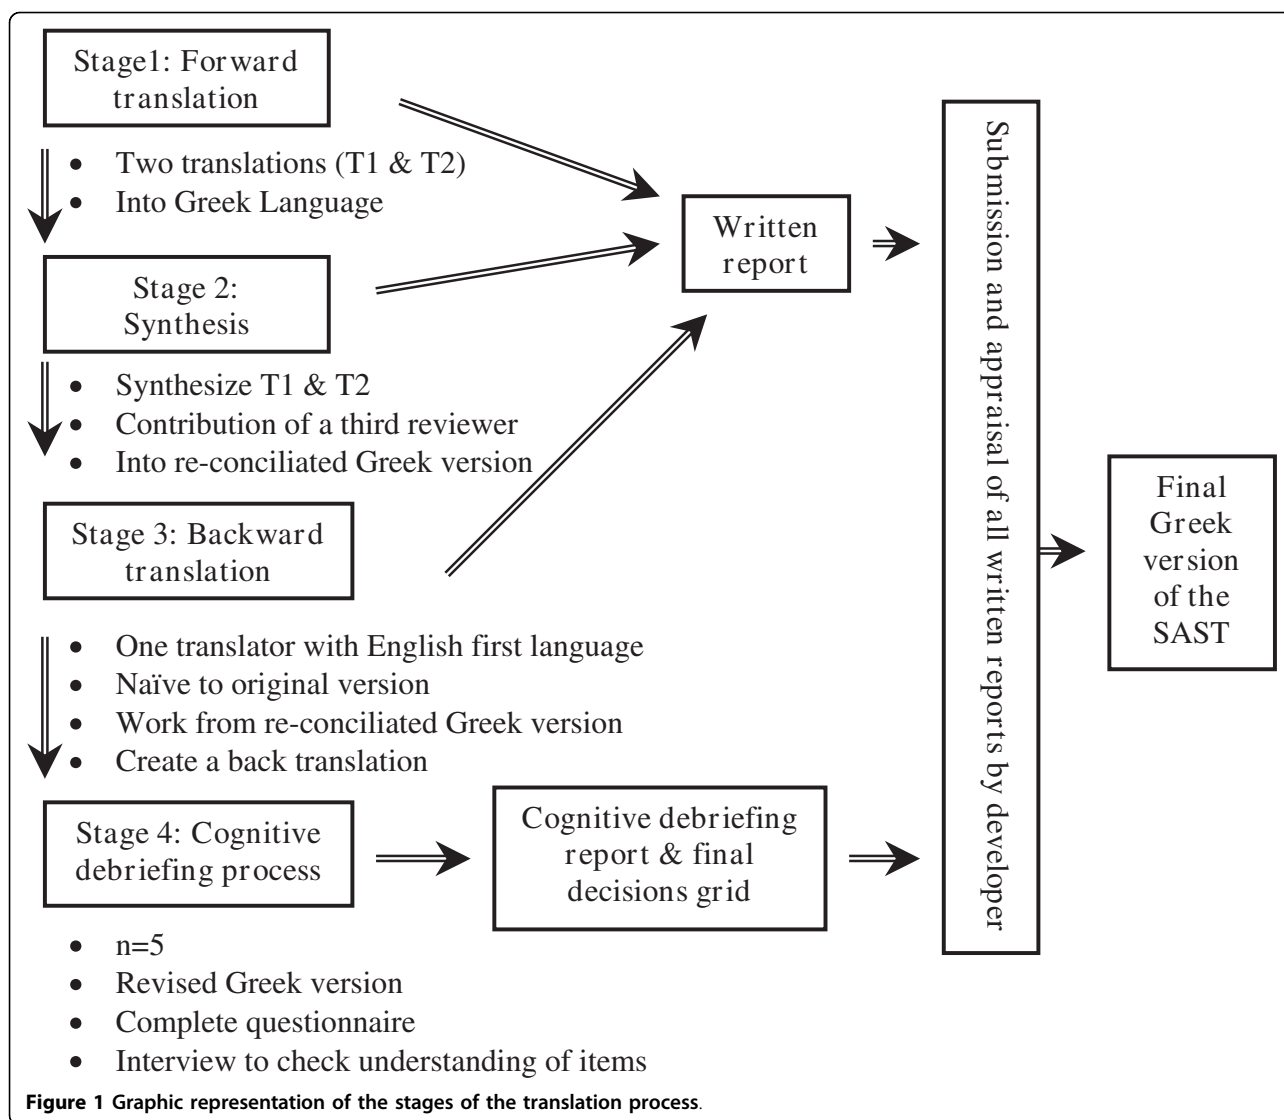 Stage1: Forward
translation
• Two translations (T1 & T2)
• Into Greek Language
Stage 2:
Synthesis
• Synthesize T1 & T2
• Contribution of a third reviewer
• Into re-conciliated Greek version
Stage 3: Backward
translation
• One translator with English first language
• Naïve to original version
• Work from re-conciliated Greek version
• Create a back translation
Stage 4: Cognitive
debriefing process
• n=5
• Revised Greek version
• Complete questionnaire
• Interview to check understanding of items
Written
report
Cognitive debriefing
report & final
decisions grid
Submission and appraisal of all written reports by developer
Final
Greek
version
of the
SAST
Figure 1 Graphic representation of the stages of the translation process.